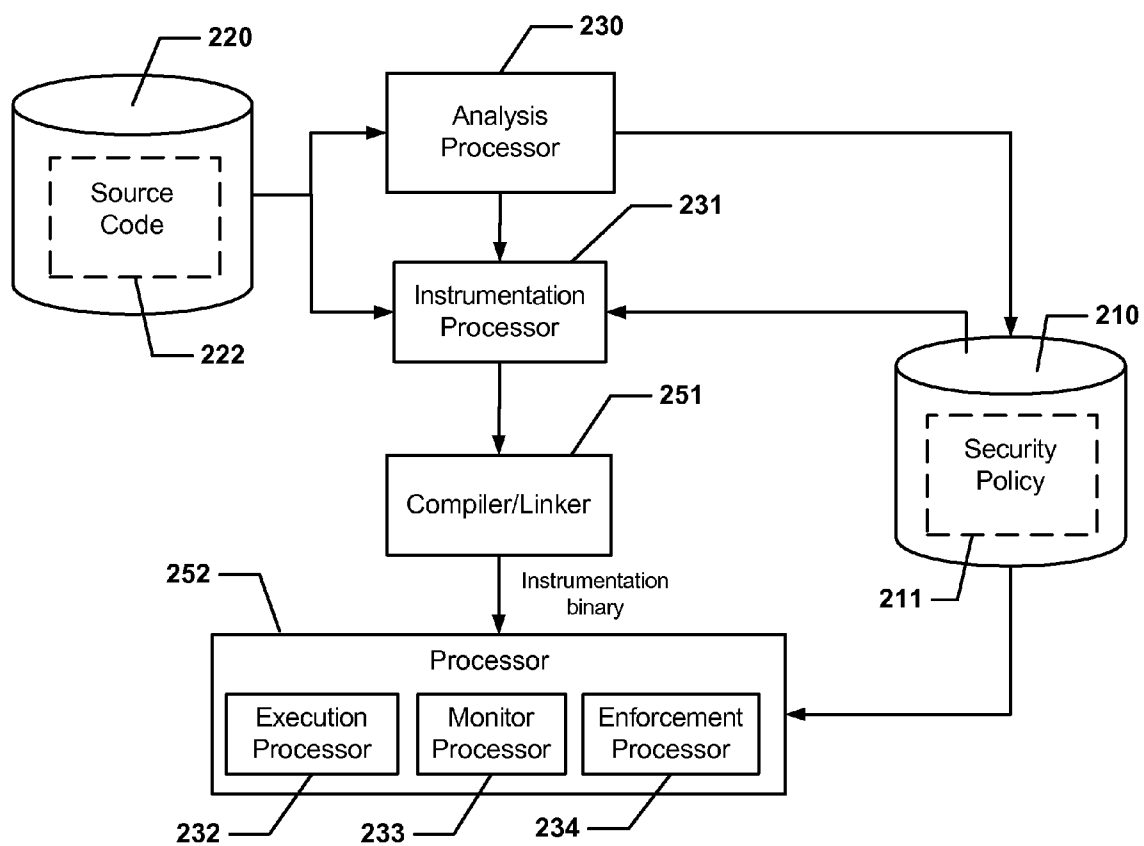 230
220
Analysis
Processor
Source
Code
231
Instrumentation
Processor
222
210
251
Security
Policy
Compiler/Linker
252
Instrumentation
binary
211
Processor
Execution
Processor
Monitor
Processor
Enforcement
Processor
232
233
234